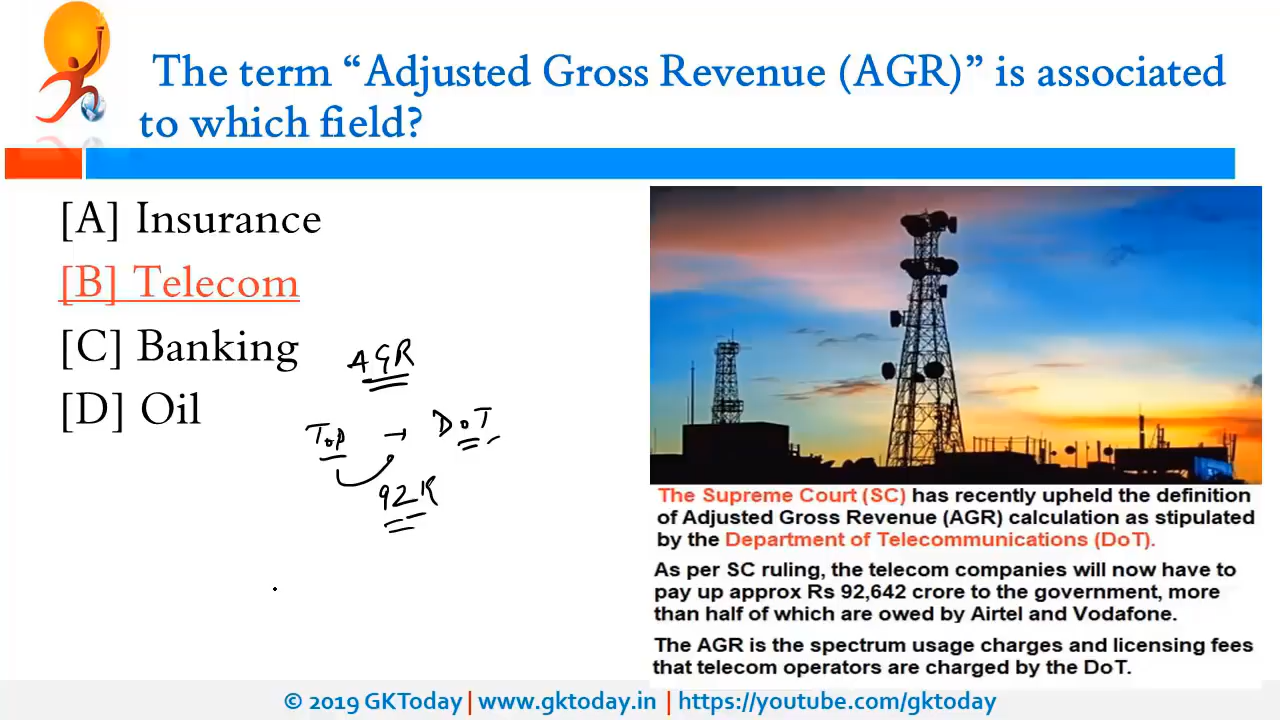 The term “Adjusted Gross Revenue (AGR)” is associated
to which field?
[A] Insurance
[B] Telecom
[C] Banking
[D] Oil
AGR
DoT
92K
The Supreme Court (SC) has recently upheld the definition
of Adjusted Gross Revenue (AGR) calculation as stipulated
by the Department of Telecommunications (DoT).
As per SC ruling, the telecom companies will now have to
pay up approx Rs 92,642 crore to the government, more
than half of which are owed by Airtel and Vodafone.
The AGR is the spectrum usage charges and licensing fees
that telecom operators are charged by the DoT.
© 2019 GKToday | www.gktoday.in | https://youtube.com/gktoday